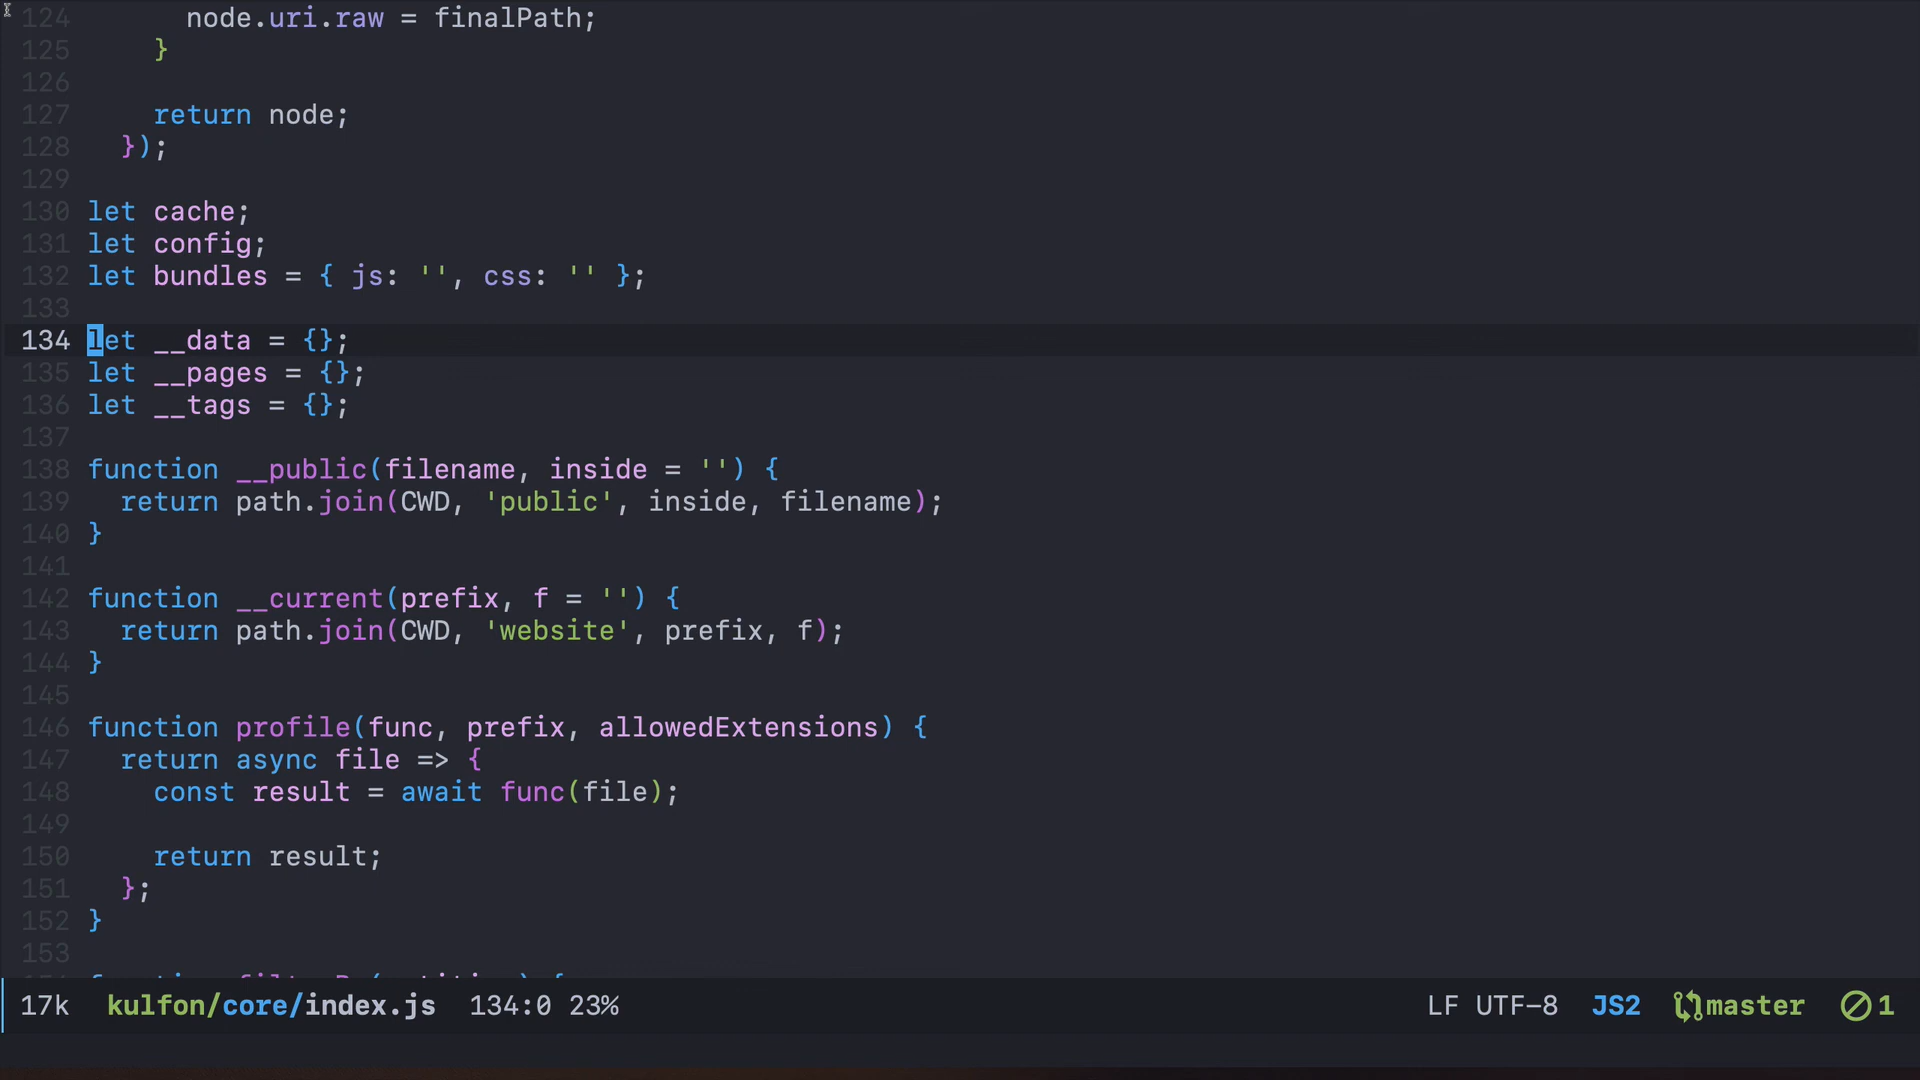 124 node.uri.raw = finalPath;
125 }
126
127 return node;
128 });
129
130 let cache;
131 let config;
132 let bundles = { js: '', css: '' };
133
134 let __data = {};
135 let __pages = {};
136 let __tags = {};
137
138 function __public(filename, inside = '') {
139 return path.join(CWD, 'public', inside, filename);
140 }
141
142 function __current(prefix, f = '') {
143 return path.join(CWD, 'website', prefix, f);
144 }
145
146 function profile(func, prefix, allowedExtensions) {
147 return async file => {
148 const result = await func(file);
149
150 return result;
151 };
152 }
153
17k kulfon/core/index.js 134:0 23% LF UTF-8 JS2 master 1